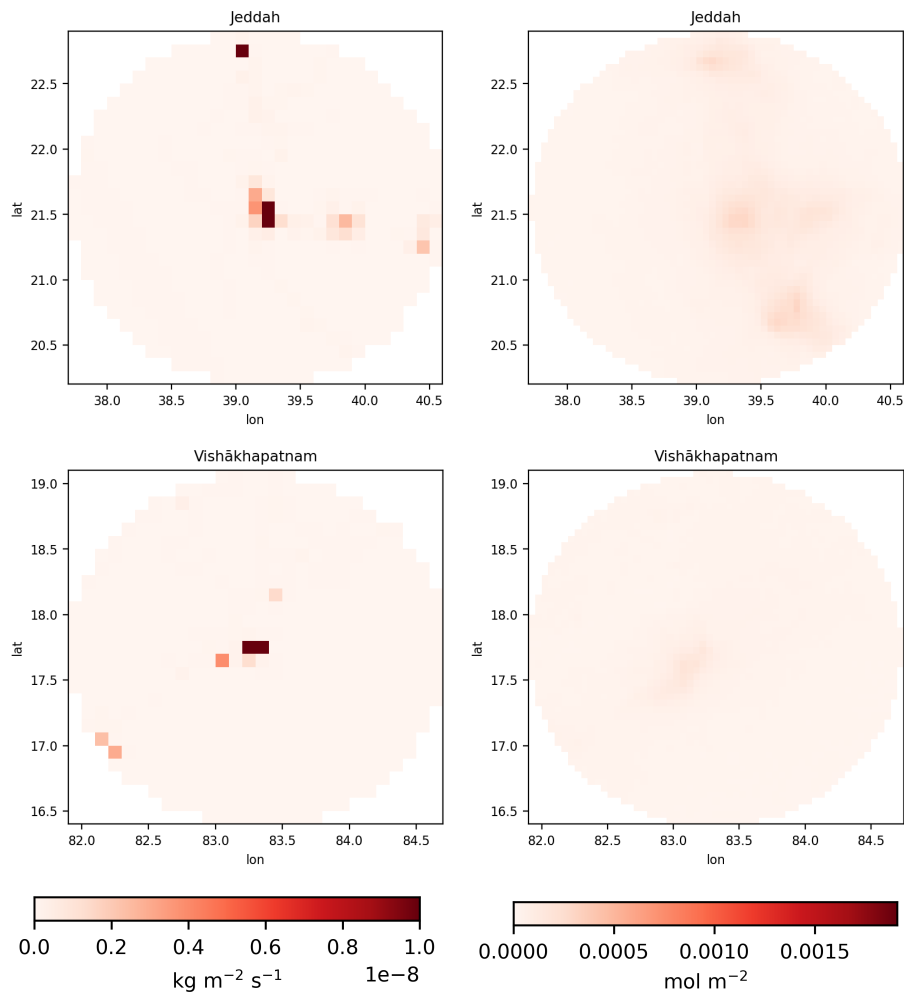 Jeddah
Jeddah
lat
22.5
22.0
21.5
21.0
20.5
38.0 38.5 39.0 39.5 40.0 40.5
lon
lat
22.5
22.0
21.5
21.0
20.5
38.0 38.5 39.0 39.5 40.0 40.5
lon
Vishākhapatnam
Vishākhapatnam
lat
19.0
18.5
18.0
17.5
17.0
16.5
82.0 82.5 83.0 83.5 84.0 84.5
lon
lat
19.0
18.5
18.0
17.5
17.0
16.5
82.0 82.5 83.0 83.5 84.0 84.5
lon
0.0 0.2 0.4 0.6 0.8 1.0
1e−8
kg m⁻² s⁻¹
0.0000 0.0005 0.0010 0.0015
mol m⁻²